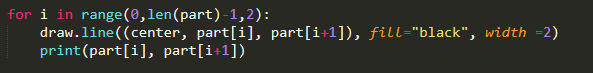 for i in range(0,len(part)-1,2):
    draw.line((center, part[i], part[i+1]), fill="black", width =2)
    print(part[i], part[i+1])